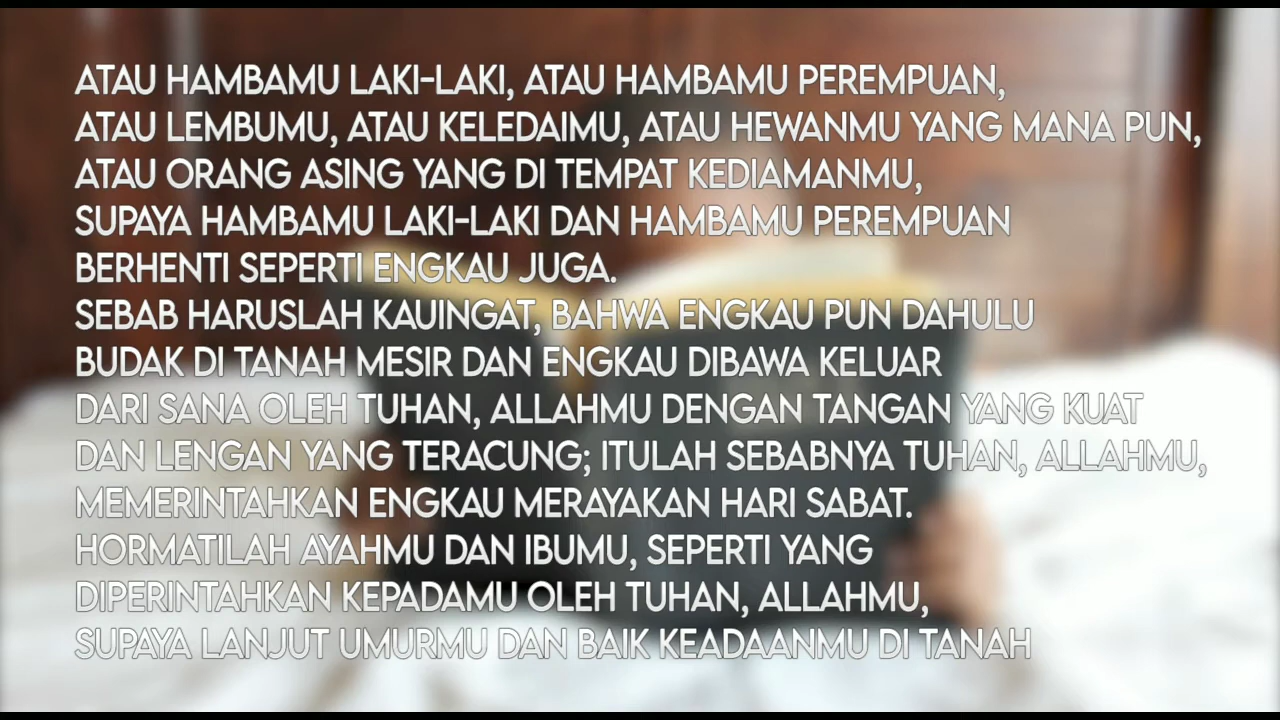 ATAU HAMBAMU LAKI-LAKI, ATAU HAMBAMU PEREMPUAN,
ATAU LEMBUMU, ATAU KELEDAIMU, ATAU HEWANMU YANG MANA PUN,
ATAU ORANG ASING YANG DI TEMPAT KEDIAMANMU,
SUPAYA HAMBAMU LAKI-LAKI DAN HAMBAMU PEREMPUAN
BERHENTI SEPERTI ENGKAU JUGA.
SEBAB HARUSLAH KAUINGAT, BAHWA ENGKAU PUN DAHULU
BUDAK DI TANAH MESIR DAN ENGKAU DIBAWA KELUAR
DARI SANA OLEH TUHAN, ALLAHMU DENGAN TANGAN YANG KUAT
DAN LENGAN YANG TERACUNG; ITULAH SEBABNYA TUHAN, ALLAHMU,
MEMERINTAHKAN ENGKAU MERAYAKAN HARI SABAT.
HORMATILAH AYAHMU DAN IBUMU, SEPERTI YANG
DIPERINTAHKAN KEPADAMU OLEH TUHAN, ALLAHMU,
SUPAYA LANJUT UMURMU DAN BAIK KEADAANMU DI TANAH